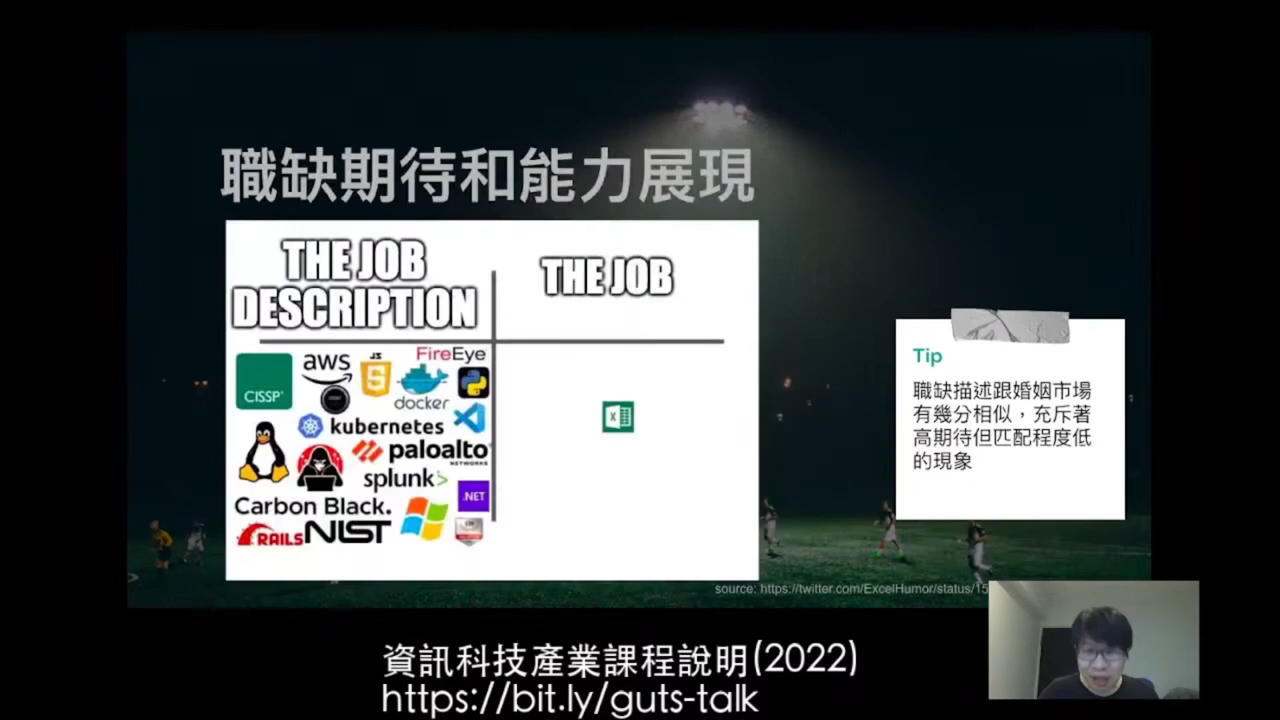 職缺期待和能力展現
THE JOB
DESCRIPTION
THE JOB
CISSP
aws
JS
FireEye
docker
kubernetes
paloalto
NETWORKS
splunk>
.NET
Carbon Black.
RAILS
NIST
Tip
職缺描述跟婚姻市場
有幾分相似，充斥著
高期待但匹配程度低
的現象
source: https://twitter.com/ExcelHumor/status/15
資訊科技產業課程說明(2022)
https://bit.ly/guts-talk